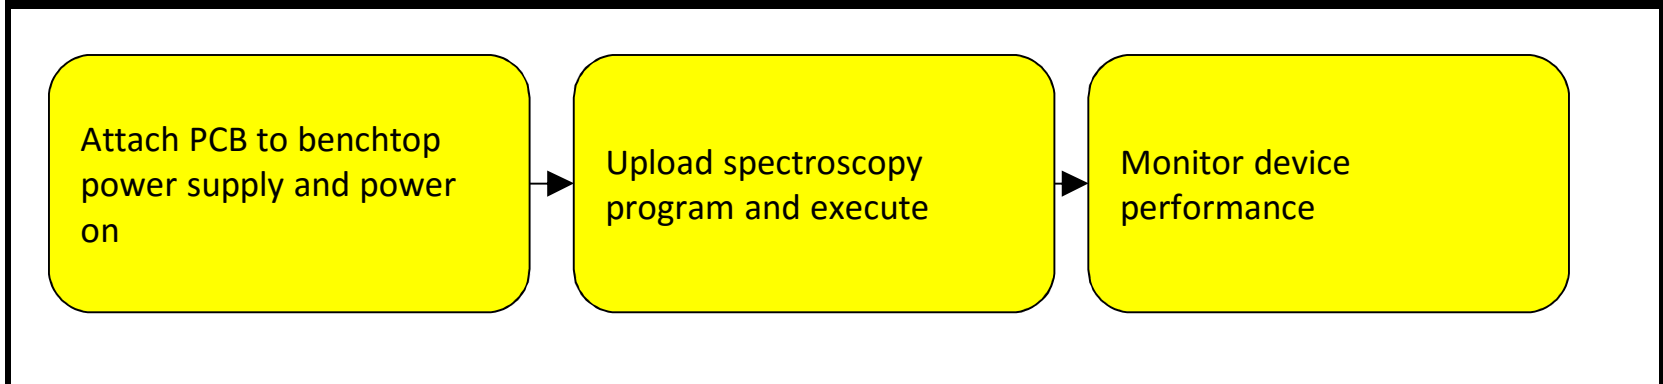 Attach PCB to benchtop
power supply and power
on
Upload spectroscopy
program and execute
Monitor device
performance